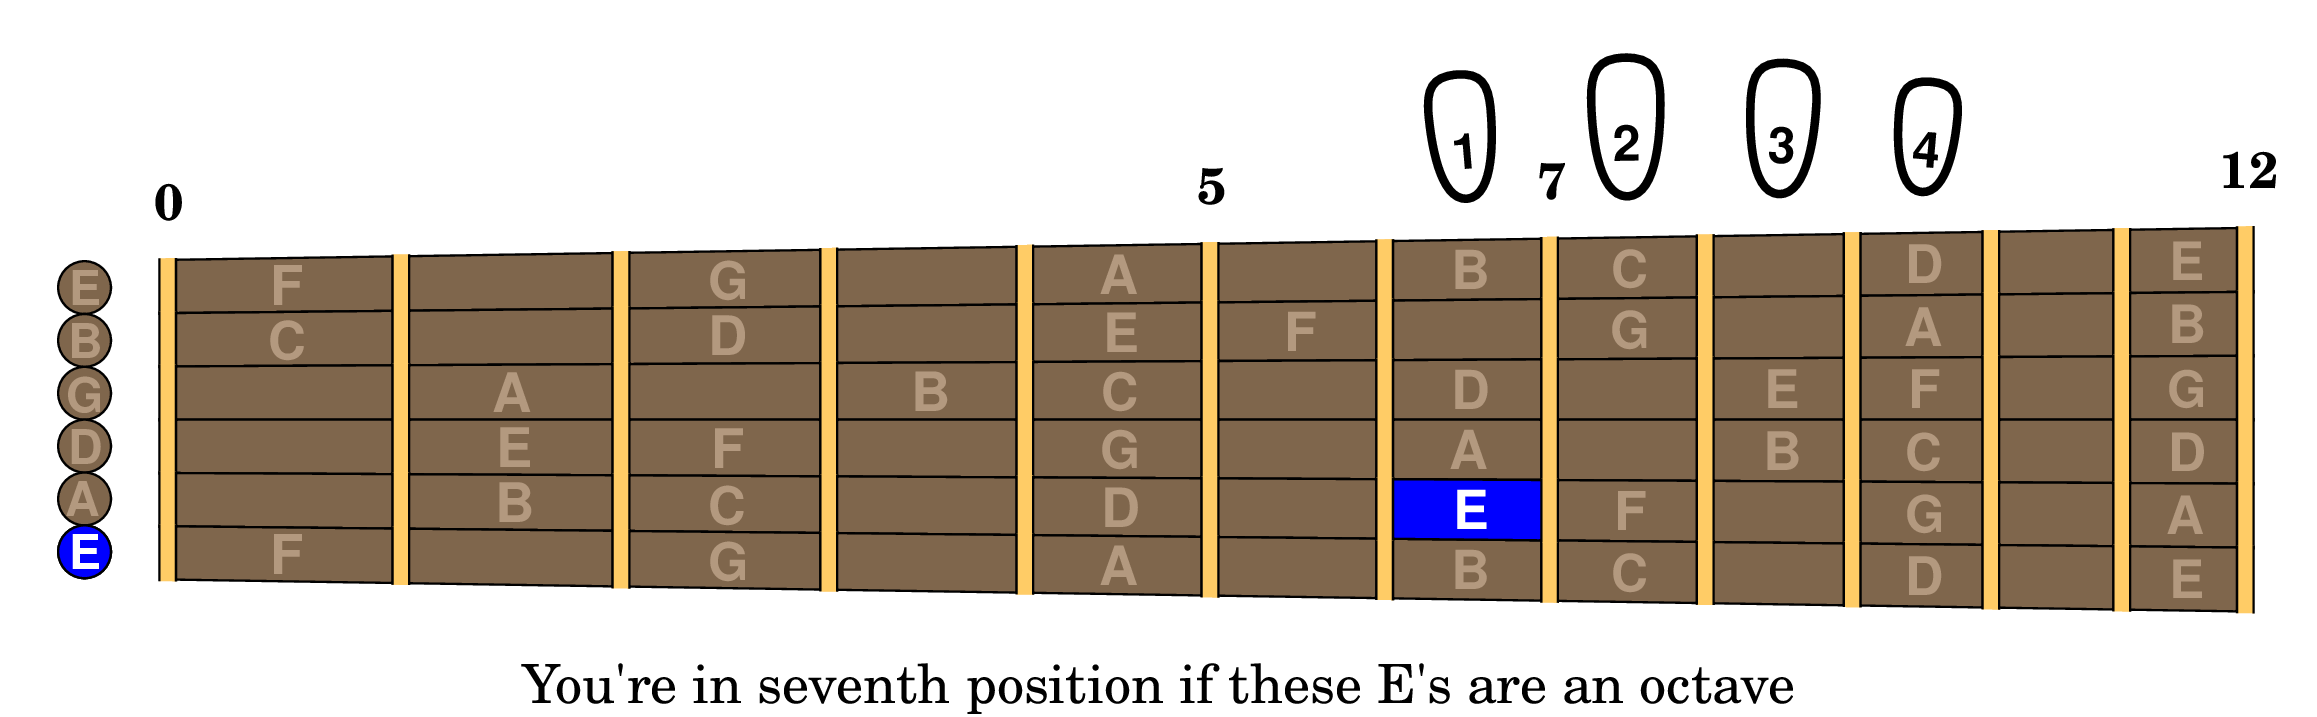 1 2 3 4
0 5 7 12
E F G A B C D E
B C D E F G A B
G A B C D E F G
D E F G A B C D
A B C D E F G A
E F G A B C D E
You're in seventh position if these E's are an octave